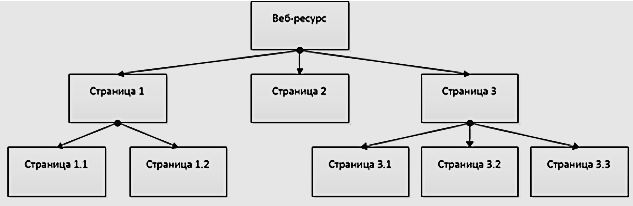 Веб-ресурс
Страница 1
Страница 2
Страница 3
Страница 1.1
Страница 1.2
Страница 3.1
Страница 3.2
Страница 3.3